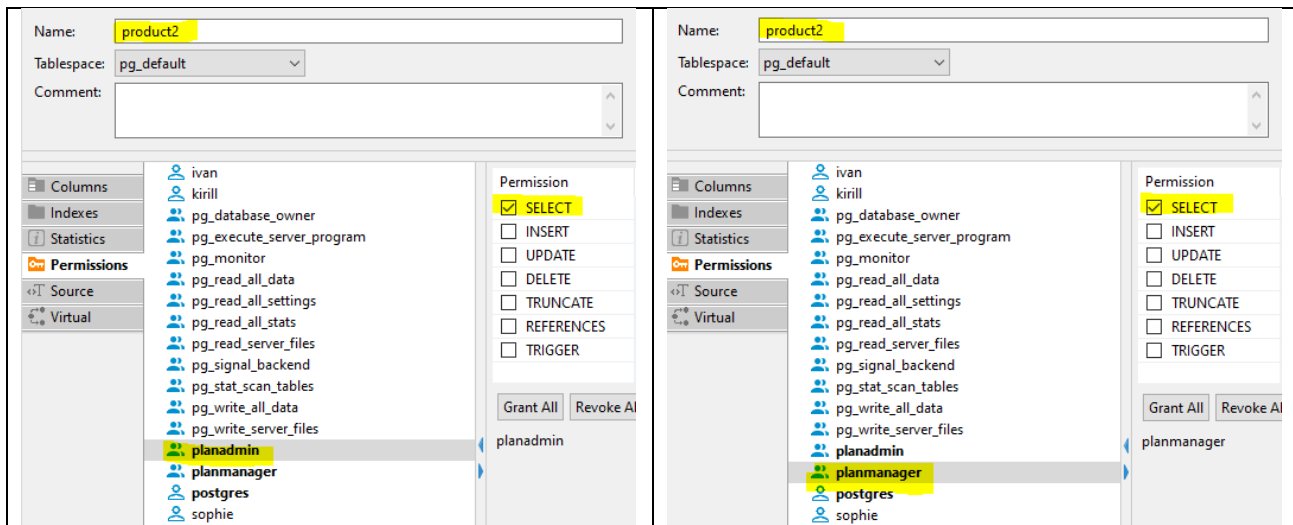 Name: product2
Tablespace: pg_default
Comment:
Columns
Indexes
Statistics
Permissions
Source
Virtual
ivan
kirill
pg_database_owner
pg_execute_server_program
pg_monitor
pg_read_all_data
pg_read_all_settings
pg_read_all_stats
pg_read_server_files
pg_signal_backend
pg_stat_scan_tables
pg_write_all_data
pg_write_server_files
planadmin
planmanager
postgres
sophie
Permission
SELECT
INSERT
UPDATE
DELETE
TRUNCATE
REFERENCES
TRIGGER
Grant All Revoke Al
planadmin
Name: product2
Tablespace: pg_default
Comment:
Columns
Indexes
Statistics
Permissions
Source
Virtual
ivan
kirill
pg_database_owner
pg_execute_server_program
pg_monitor
pg_read_all_data
pg_read_all_settings
pg_read_all_stats
pg_read_server_files
pg_signal_backend
pg_stat_scan_tables
pg_write_all_data
pg_write_server_files
planadmin
planmanager
postgres
sophie
Permission
SELECT
INSERT
UPDATE
DELETE
TRUNCATE
REFERENCES
TRIGGER
Grant All Revoke Al
planmanager